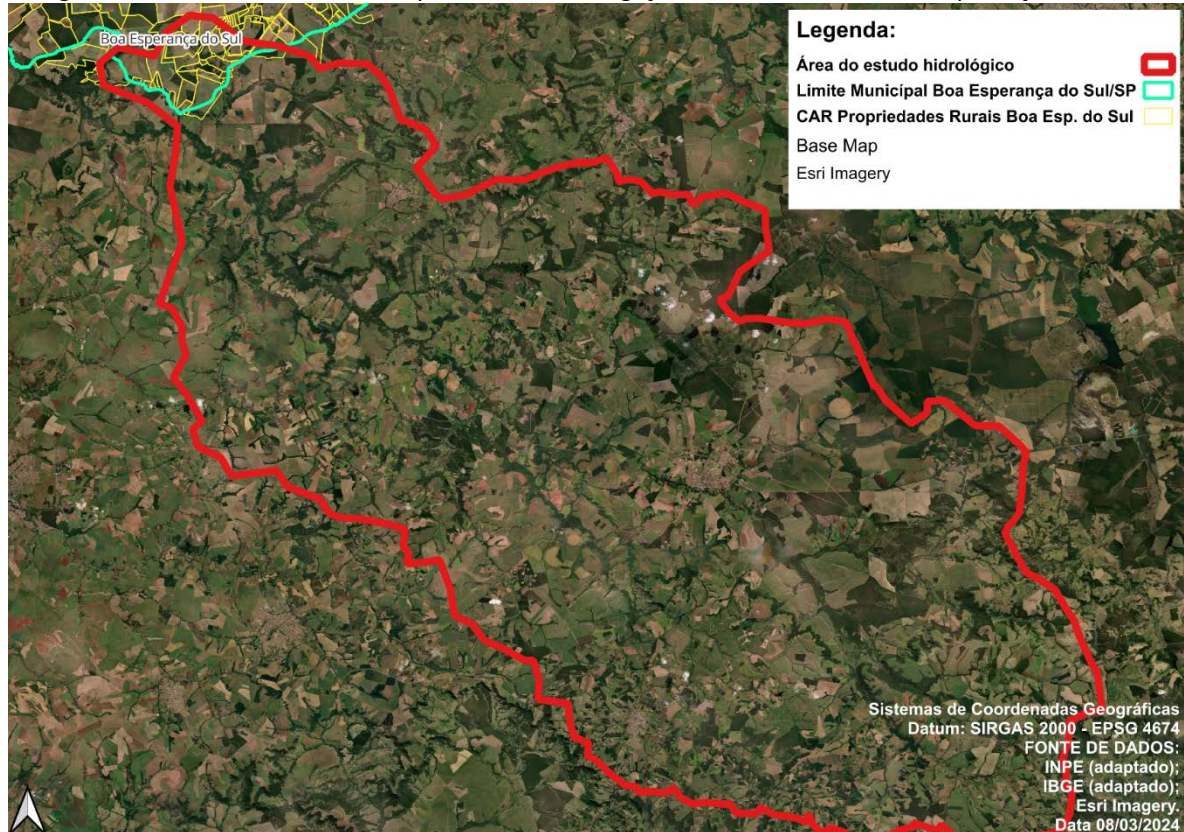 Boa Esperança do Sul
Legenda:
Área do estudo hidrológico
Limite Municípal Boa Esperança do Sul/SP
CAR Propriedades Rurais Boa Esp. do Sul
Base Map
Esri Imagery
Sistemas de Coordenadas Geográficas
Datum: SIRGAS 2000 - EPSG 4674
FONTE DE DADOS:
INPE (adaptado);
IBGE (adaptado);
Esri Imagery.
Data 08/03/2024